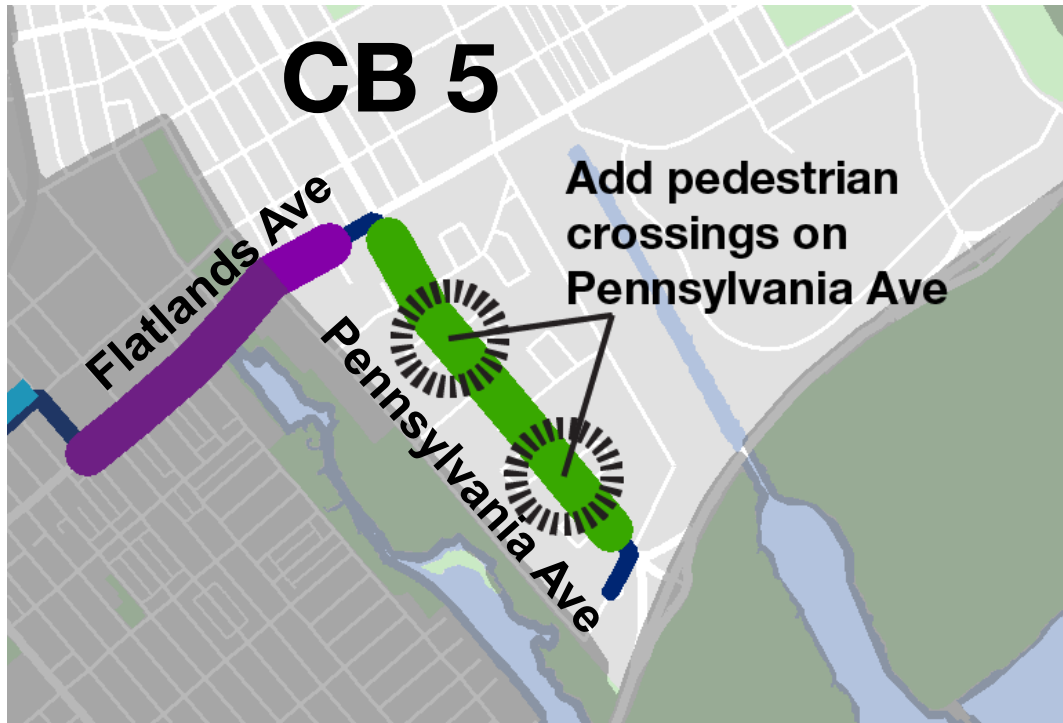 CB 5
Add pedestrian
crossings on
Pennsylvania Ave
Flatlands Ave
Pennsylvania Ave